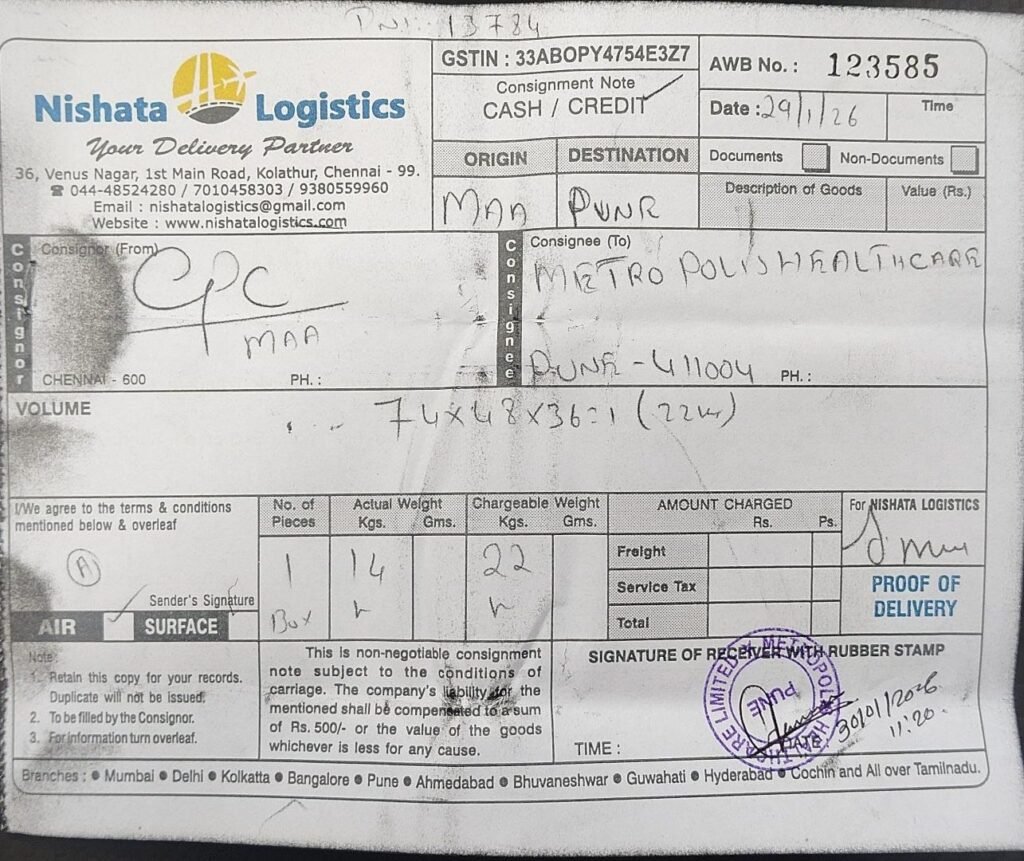 PNI: 13784
Nishata Logistics
Your Delivery Partner
36, Venus Nagar, 1st Main Road, Kolathur, Chennai - 99.
☎ 044-48524280 / 7010458303 / 9380559960
Email : nishatalogistics@gmail.com
Website : www.nishatalogistics.com
GSTIN : 33ABOPY4754E3Z7
Consignment Note
CASH / CREDIT ✓
AWB No. : 123585
Date : 29/1/26 Time
ORIGIN DESTINATION
MAA PUNE
Documents Non-Documents
Description of Goods Value (Rs.)
Consignor
Consignor (From)
CPC
MAA
CHENNAI - 600 PH. :
Consignee
Consignee (To)
METROPOLIS HEALTHCARE
PUNE - 411004 PH. :
VOLUME
74x48x36=1 (22kg)
I/We agree to the terms & conditions
mentioned below & overleaf
A
Sender's Signature
AIR ✓ SURFACE
No. of Pieces
1
Box
Actual Weight
Kgs. Gms.
14
Chargeable Weight
Kgs. Gms.
22
AMOUNT CHARGED
Rs. Ps.
Freight
Service Tax
Total
For NISHATA LOGISTICS
PROOF OF
DELIVERY
Note:
1. Retain this copy for your records.
Duplicate will not be issued.
2. To be filled by the Consignor.
3. For information turn overleaf.
This is non-negotiable consignment
note subject to the conditions of
carriage. The company's liability for the
mentioned shall be compensated to a sum
of Rs. 500/- or the value of the goods
whichever is less for any cause.
SIGNATURE OF RECEIVER WITH RUBBER STAMP
METROPOLIS HEALTHCARE LIMITED
PUNE
TIME : DATE 30/01/2026
11:20.
Branches : ● Mumbai ● Delhi ● Kolkatta ● Bangalore ● Pune ● Ahmedabad ● Bhuvaneshwar ● Guwahati ● Hyderabad ● Cochin and All over Tamilnadu.